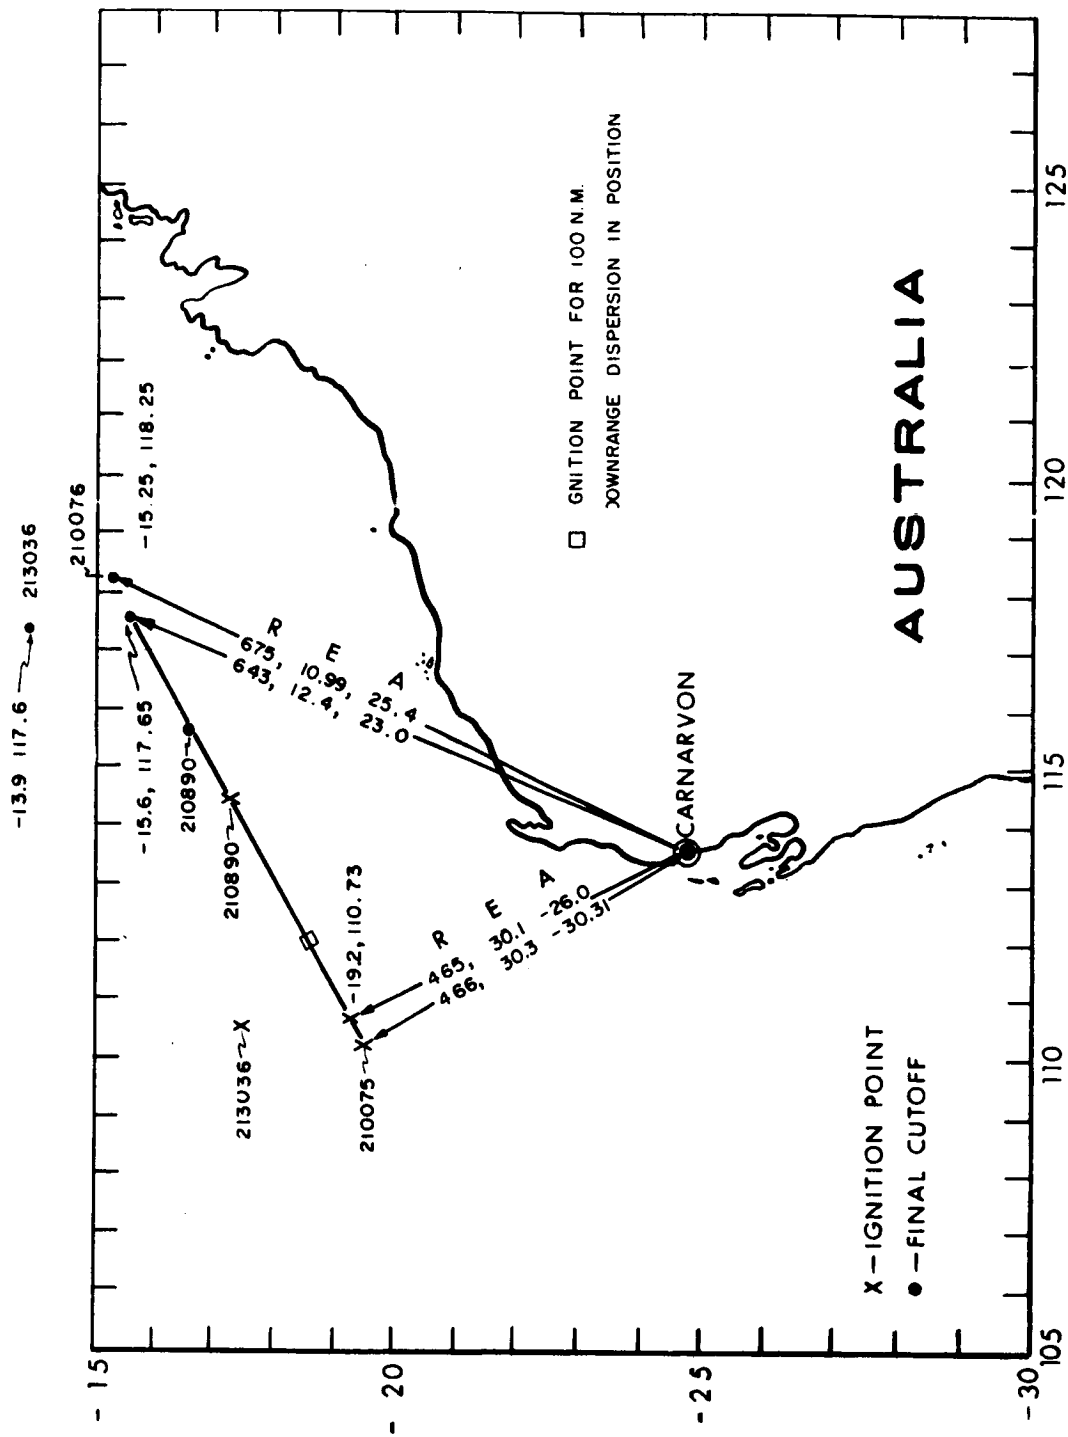 -13.9 117.6 213036
210076
-15.25, 118.25
-15.6, 117.65
210890
210890
R E A
675, 10.99, 25.4
643, 12.4, 23.0
-19.2, 110.73
R E A
465, 30.1 -26.0
466, 30.3 -30.31
213036
210075
CARNARVON
GNITION POINT FOR 100 N.M.
DOWNRANGE DISPERSION IN POSITION
AUSTRALIA
X-IGNITION POINT
●-FINAL CUTOFF
-15
-20
-25
-30
105
110
115
120
125